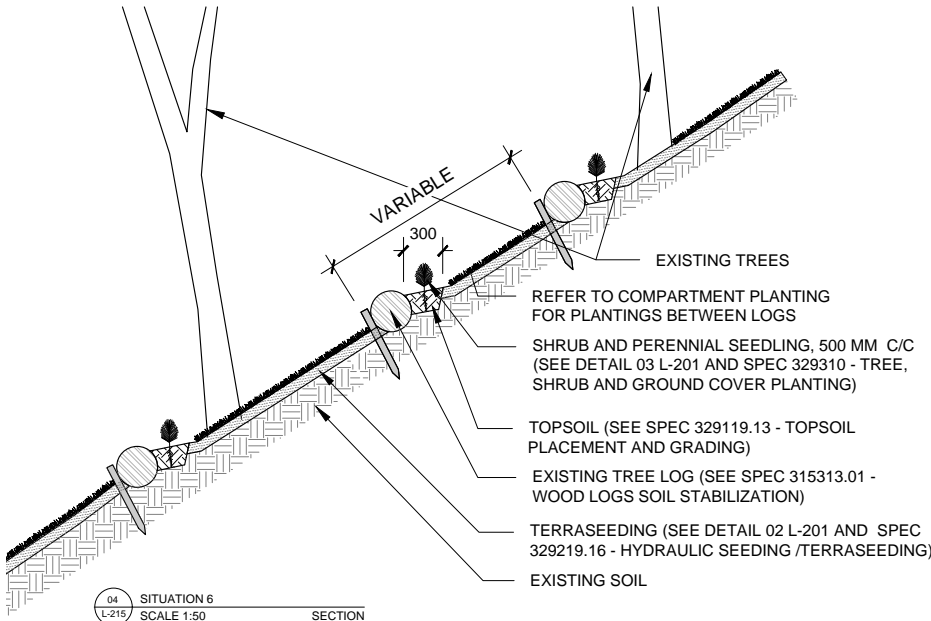 VARIABLE
300
EXISTING TREES
REFER TO COMPARTMENT PLANTING
FOR PLANTINGS BETWEEN LOGS
SHRUB AND PERENNIAL SEEDLING, 500 MM C/C
(SEE DETAIL 03 L-201 AND SPEC 329310 - TREE,
SHRUB AND GROUND COVER PLANTING)
TOPSOIL (SEE SPEC 329119.13 - TOPSOIL
PLACEMENT AND GRADING)
EXISTING TREE LOG (SEE SPEC 315313.01 -
WOOD LOGS SOIL STABILIZATION)
TERRASEEDING (SEE DETAIL 02 L-201 AND SPEC
329219.16 - HYDRAULIC SEEDING /TERRASEEDING)
EXISTING SOIL
04 SITUATION 6
L-215 SCALE 1:50 SECTION